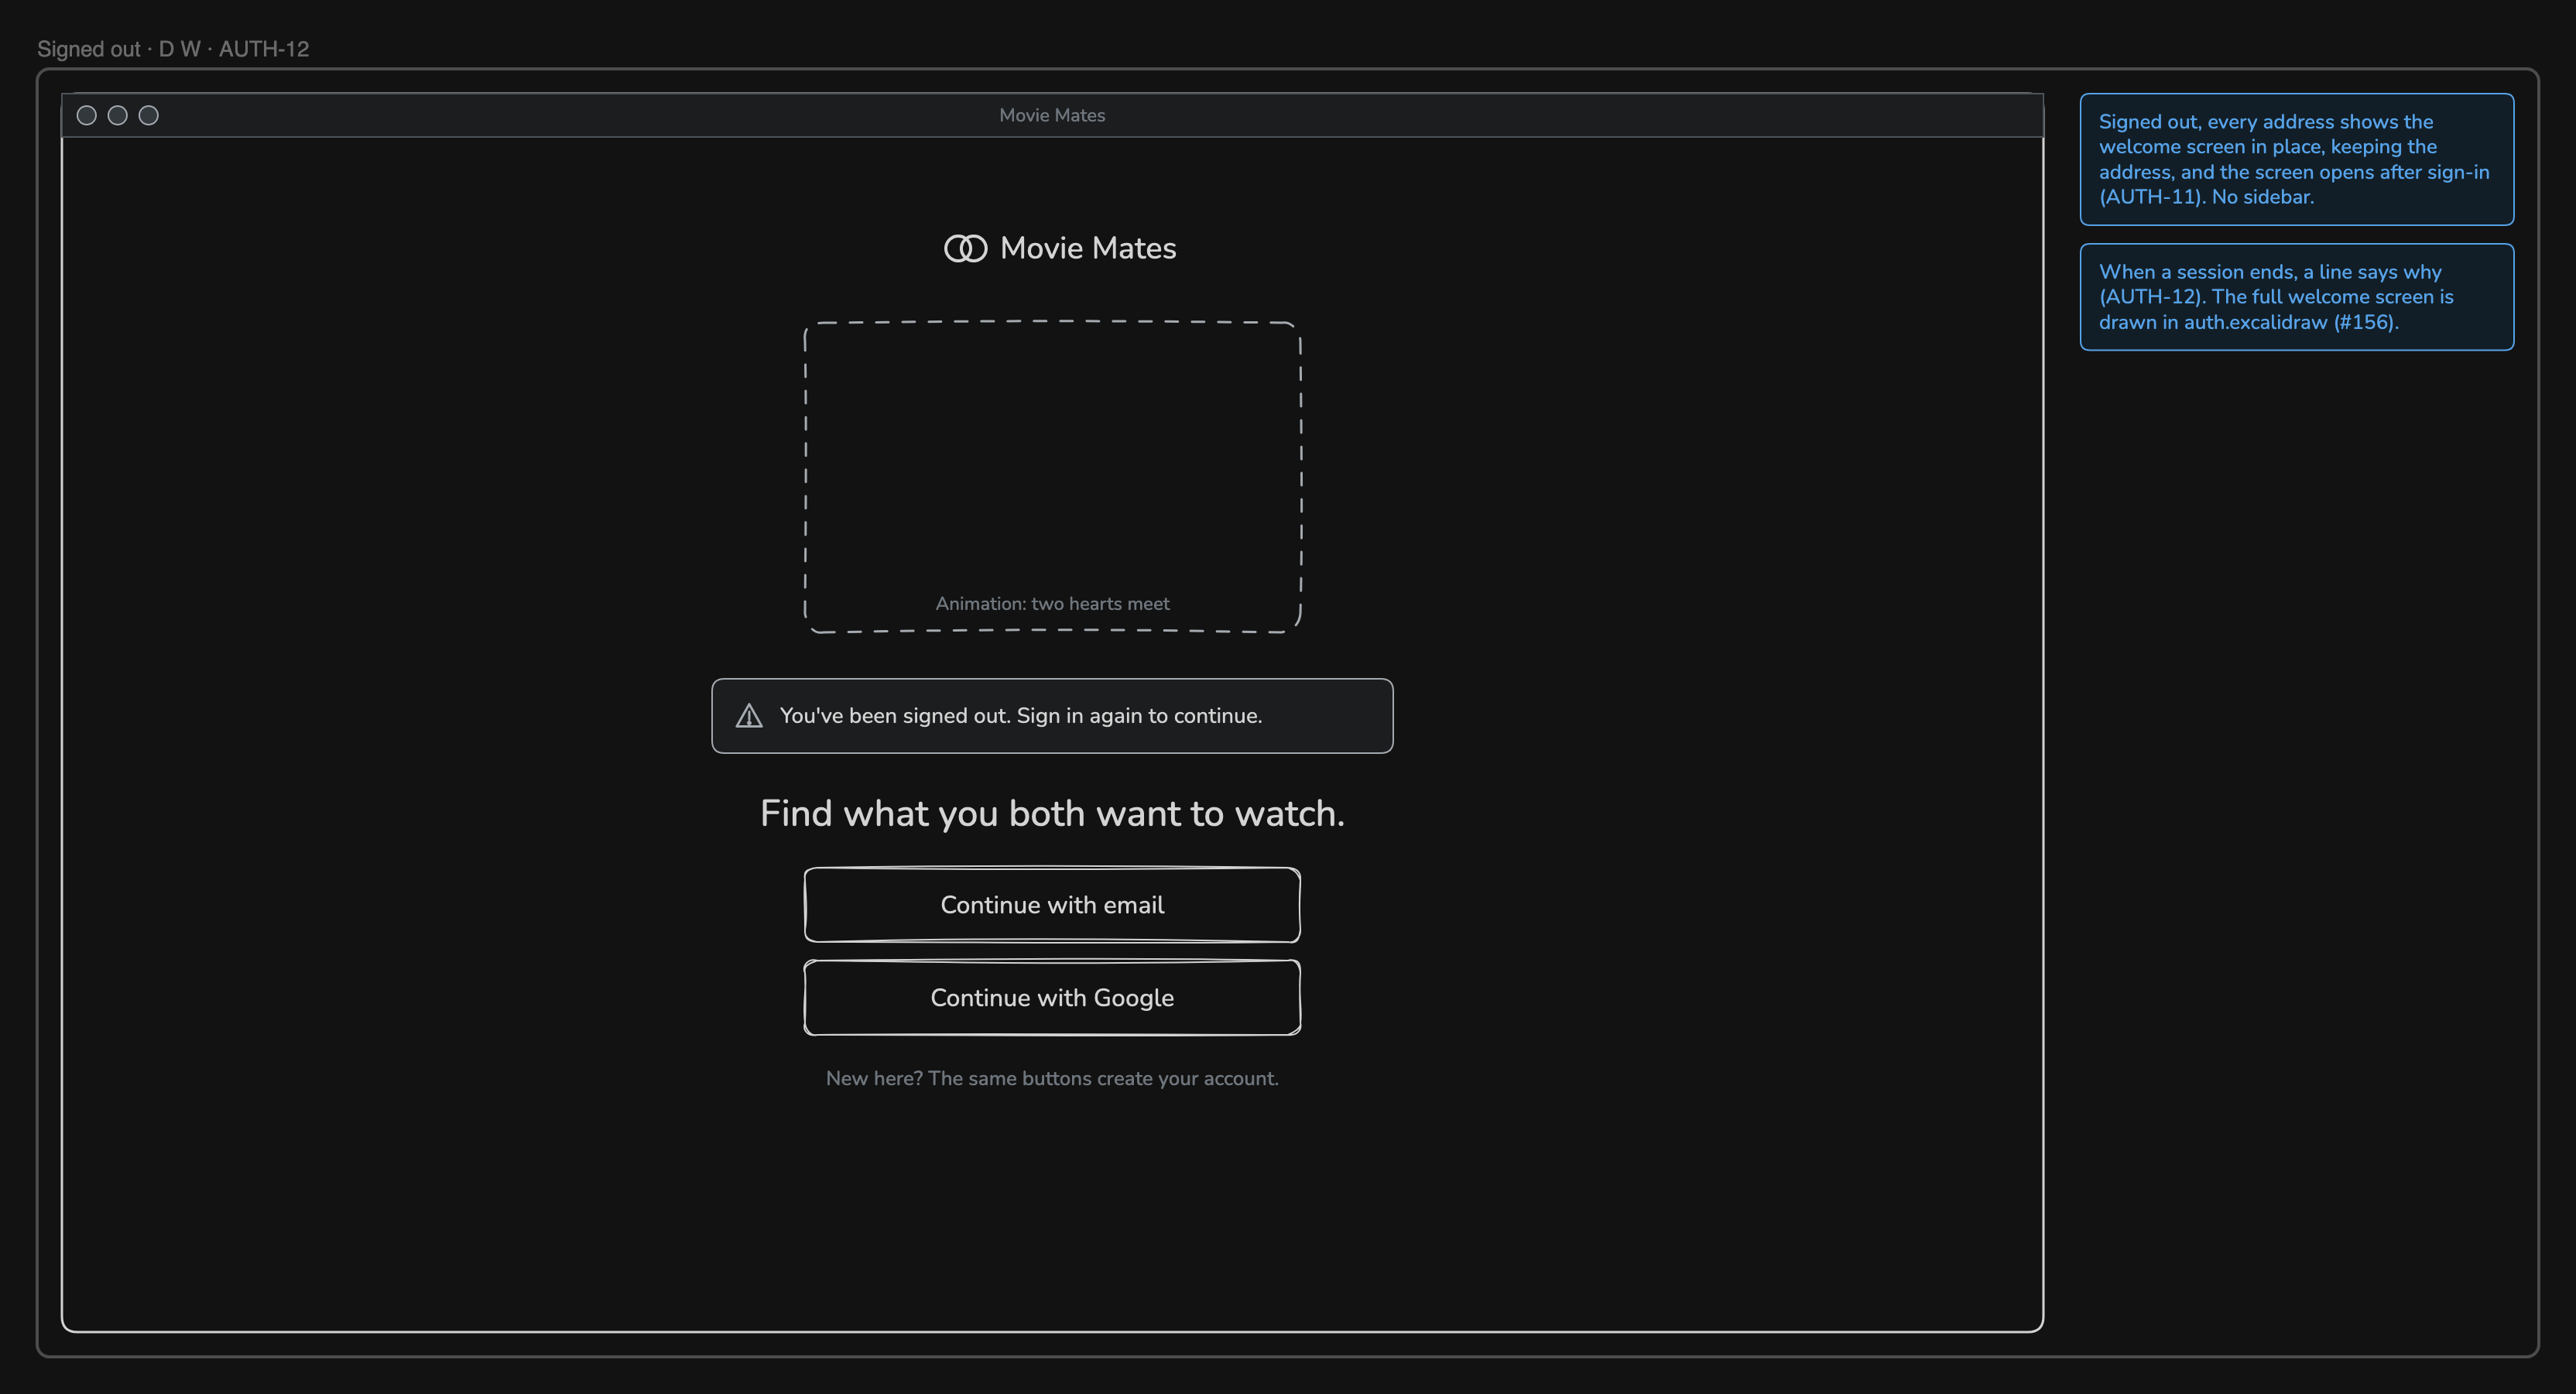 Signed out · D W · AUTH-12
Movie Mates
Movie Mates
Animation: two hearts meet
You've been signed out. Sign in again to continue.
Find what you both want to watch.
Continue with email
Continue with Google
New here? The same buttons create your account.
Signed out, every address shows the
welcome screen in place, keeping the
address, and the screen opens after sign-in
(AUTH-11). No sidebar.
When a session ends, a line says why
(AUTH-12). The full welcome screen is
drawn in auth.excalidraw (#156).